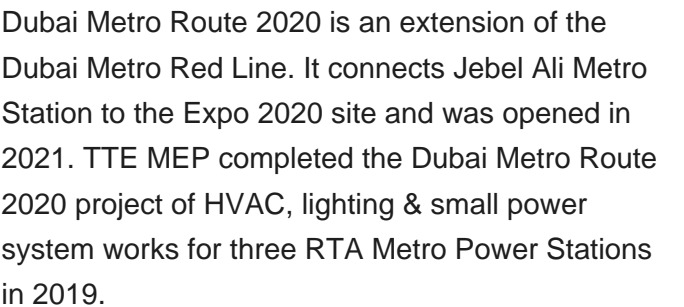 Dubai Metro Route 2020 is an extension of the
Dubai Metro Red Line. It connects Jebel Ali Metro
Station to the Expo 2020 site and was opened in
2021. TTE MEP completed the Dubai Metro Route
2020 project of HVAC, lighting & small power
system works for three RTA Metro Power Stations
in 2019.